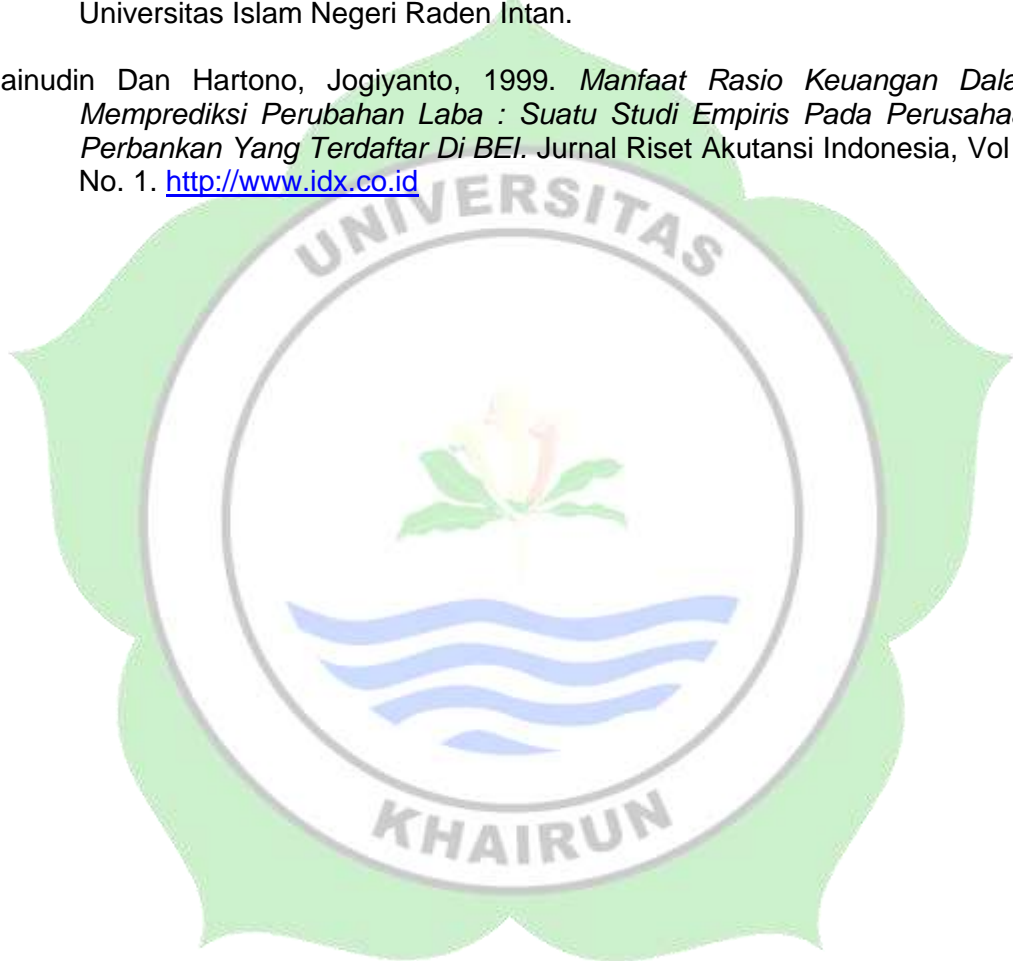 Universitas Islam Negeri Raden Intan.
ainudin Dan Hartono, Jogiyanto, 1999. Manfaat Rasio Keuangan Dala
Memprediksi Perubahan Laba : Suatu Studi Empiris Pada Perusahaa
Perbankan Yang Terdaftar Di BEI. Jurnal Riset Akutansi Indonesia, Vol
No. 1. http://www.idx.co.id
UNIVERSITAS
KHAIRUN